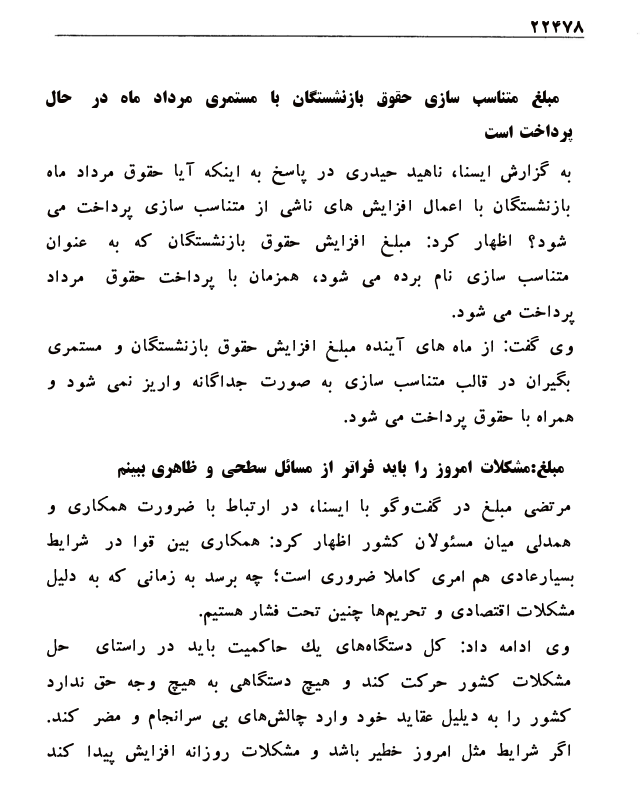 ۲۲۴۷۸
مبلغ متناسب سازی حقوق بازنشستگان با مستمری مرداد ماه در حال
پرداخت است
به گزارش ایسنا، ناهید حیدری در پاسخ به اینکه آیا حقوق مرداد ماه
بازنشستگان با اعمال افزایش های ناشی از متناسب سازی پرداخت می
شود؟ اظهار کرد: مبلغ افزایش حقوق بازنشستگان که به عنوان
متناسب سازی نام برده می شود، همزمان با پرداخت حقوق مرداد
پرداخت می شود.
وی گفت: از ماه های آینده مبلغ افزایش حقوق بازنشستگان و مستمری
بگیران در قالب متناسب سازی به صورت جداگانه واریز نمی شود و
همراه با حقوق پرداخت می شود.
مبلغ:مشکلات امروز را باید فراتر از مسائل سطحی و ظاهری ببینم
مرتضی مبلغ در گفت‌وگو با ایسنا، در ارتباط با ضرورت همکاری و
همدلی میان مسئولان کشور اظهار کرد: همکاری بین قوا در شرایط
بسیارعادی هم امری کاملا ضروری است؛ چه برسد به زمانی که به دلیل
مشکلات اقتصادی و تحریم‌ها چنین تحت فشار هستیم.
وی ادامه داد: کل دستگاه‌های یك حاکمیت باید در راستای حل
مشکلات کشور حرکت کند و هیچ دستگاهی به هیچ وجه حق ندارد
کشور را به دیلیل عقاید خود وارد چالش‌های بی سرانجام و مضر کند.
اگر شرایط مثل امروز خطیر باشد و مشکلات روزانه افزایش پیدا کند